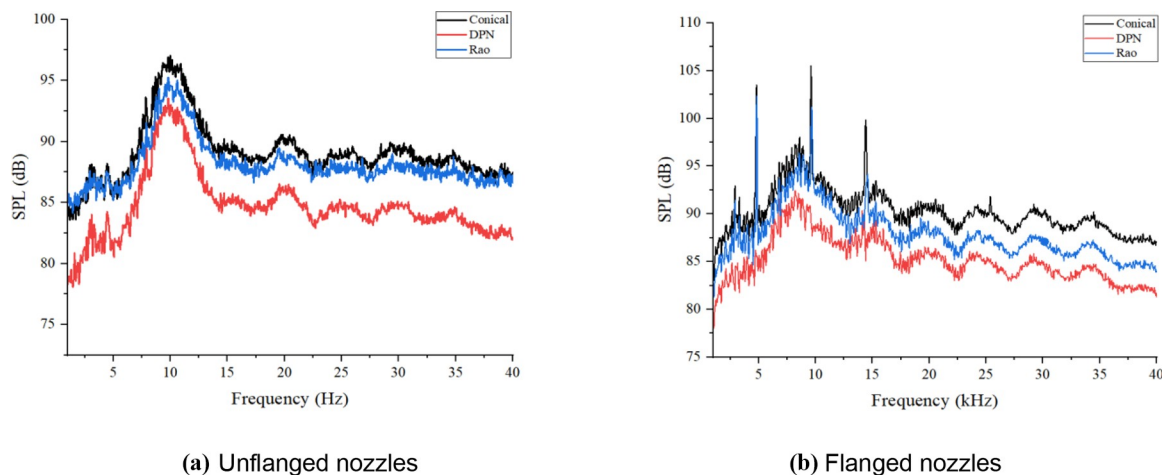 100
95
90
85
80
75
SPL (dB)
Conical
DPN
Rao
5 10 15 20 25 30 35 40
Frequency (Hz)
(a) Unflanged nozzles
110
105
100
95
90
85
80
75
SPL (dB)
Conical
DPN
Rao
5 10 15 20 25 30 35 40
Frequency (kHz)
(b) Flanged nozzles